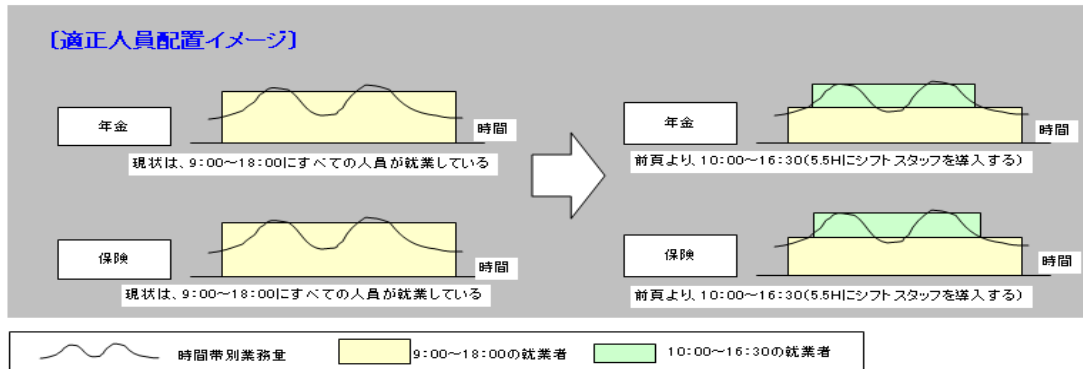 〔適正人員配置イメージ〕
年金
時間
現状は、9:00~18:00にすべての人員が就業している
年金
時間
前頁より、10:00~16:30(5.5Hにシフトスタッフを導入する)
保険
時間
現状は、9:00~18:00にすべての人員が就業している
保険
時間
前頁より、10:00~16:30(5.5Hにシフトスタッフを導入する)
時間帯別業務量
9:00~18:00の就業者
10:00~16:30の就業者